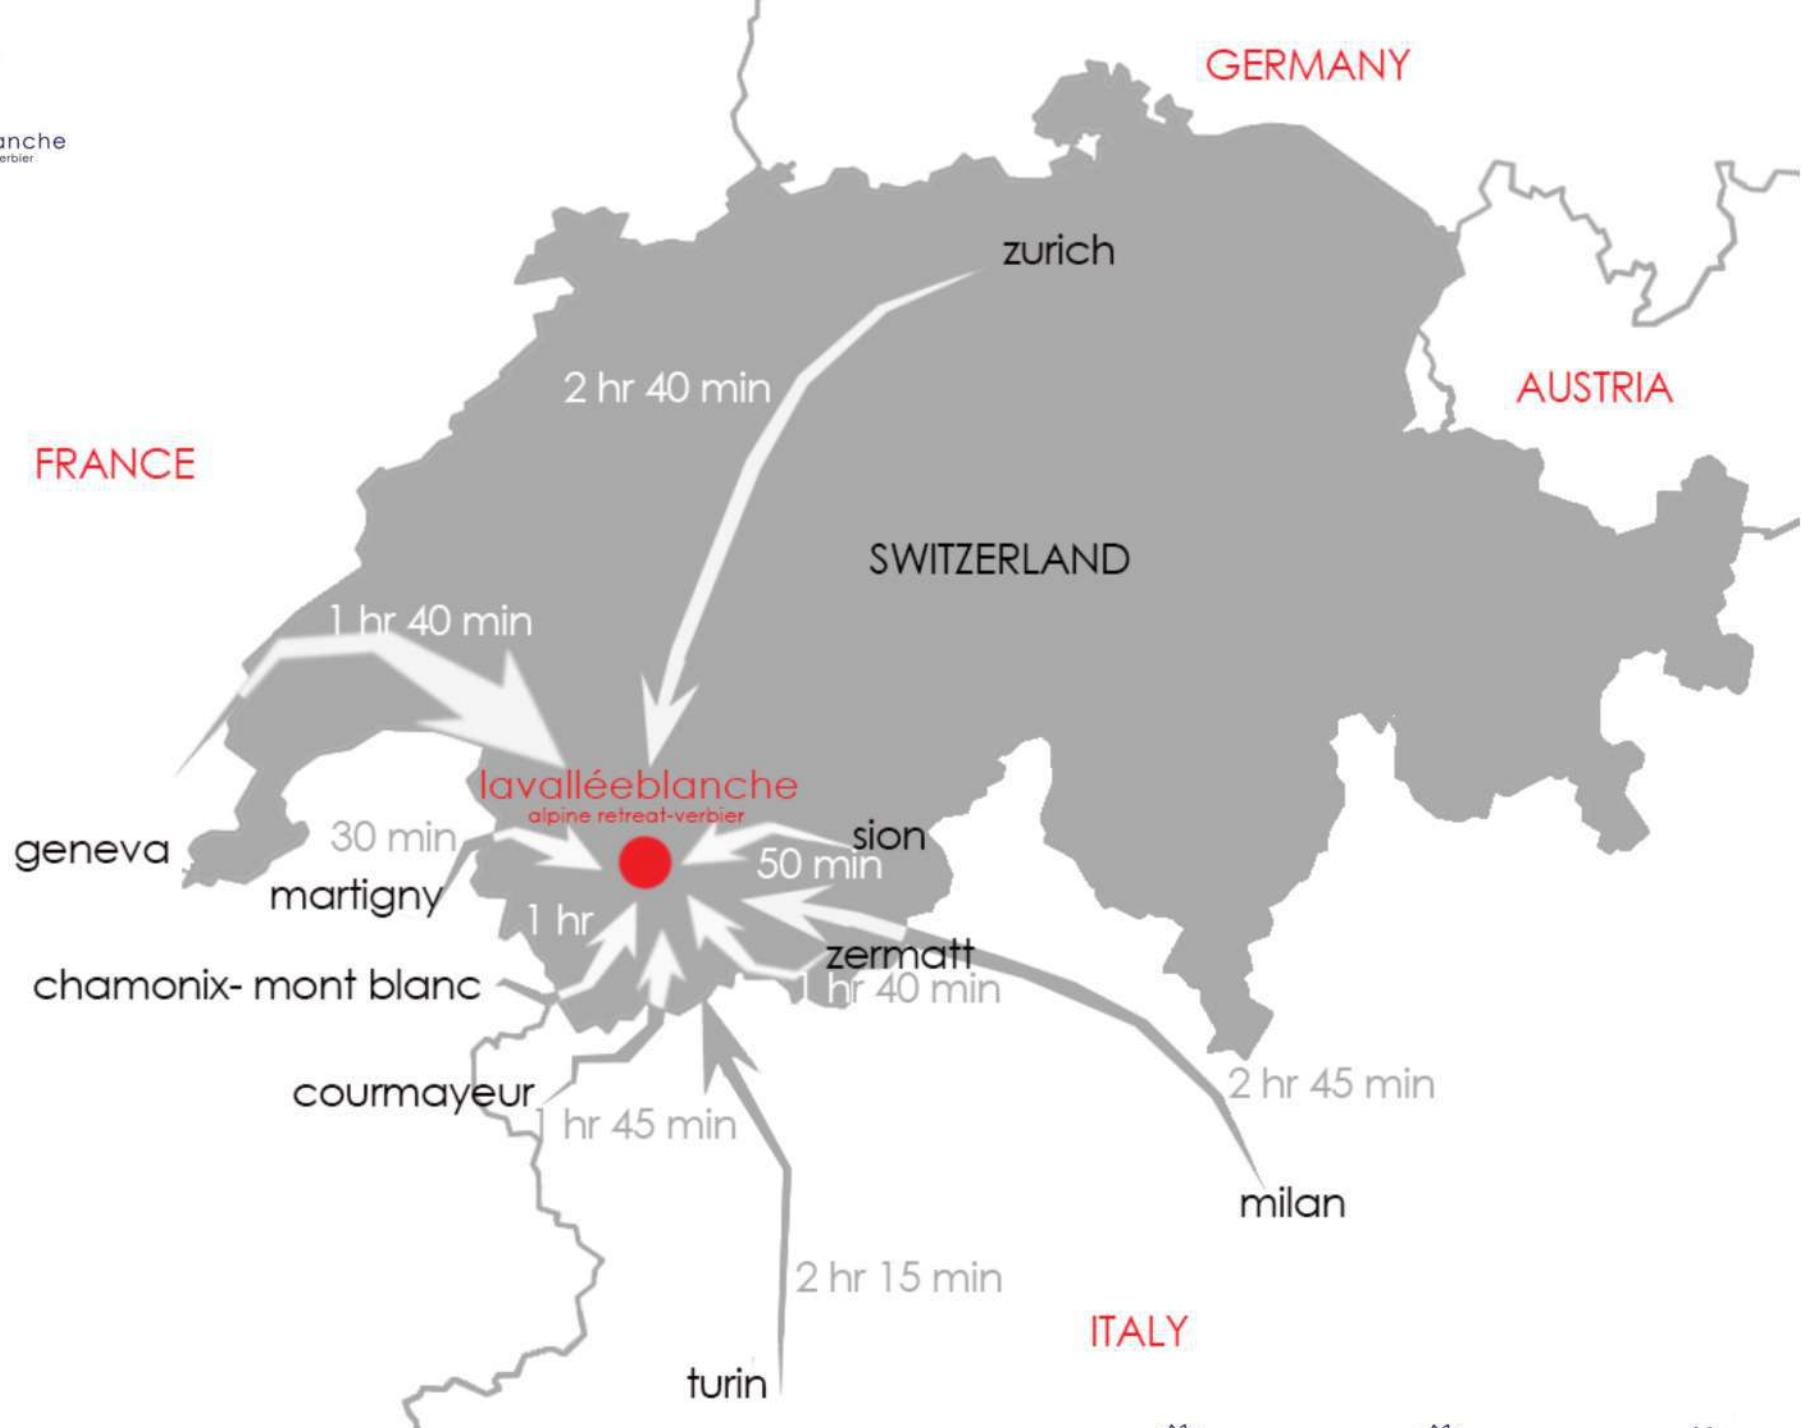 GERMANY
anche
erbier
zurich
2 hr 40 min
AUSTRIA
FRANCE
SWITZERLAND
1 hr 40 min
lavalléeblanche
alpine retreat-verbier
geneva
30 min
sion
50 min
martigny
1 hr
zermatt
chamonix- mont blanc
1 hr 40 min
courmayeur
2 hr 45 min
1 hr 45 min
milan
2 hr 15 min
ITALY
turin